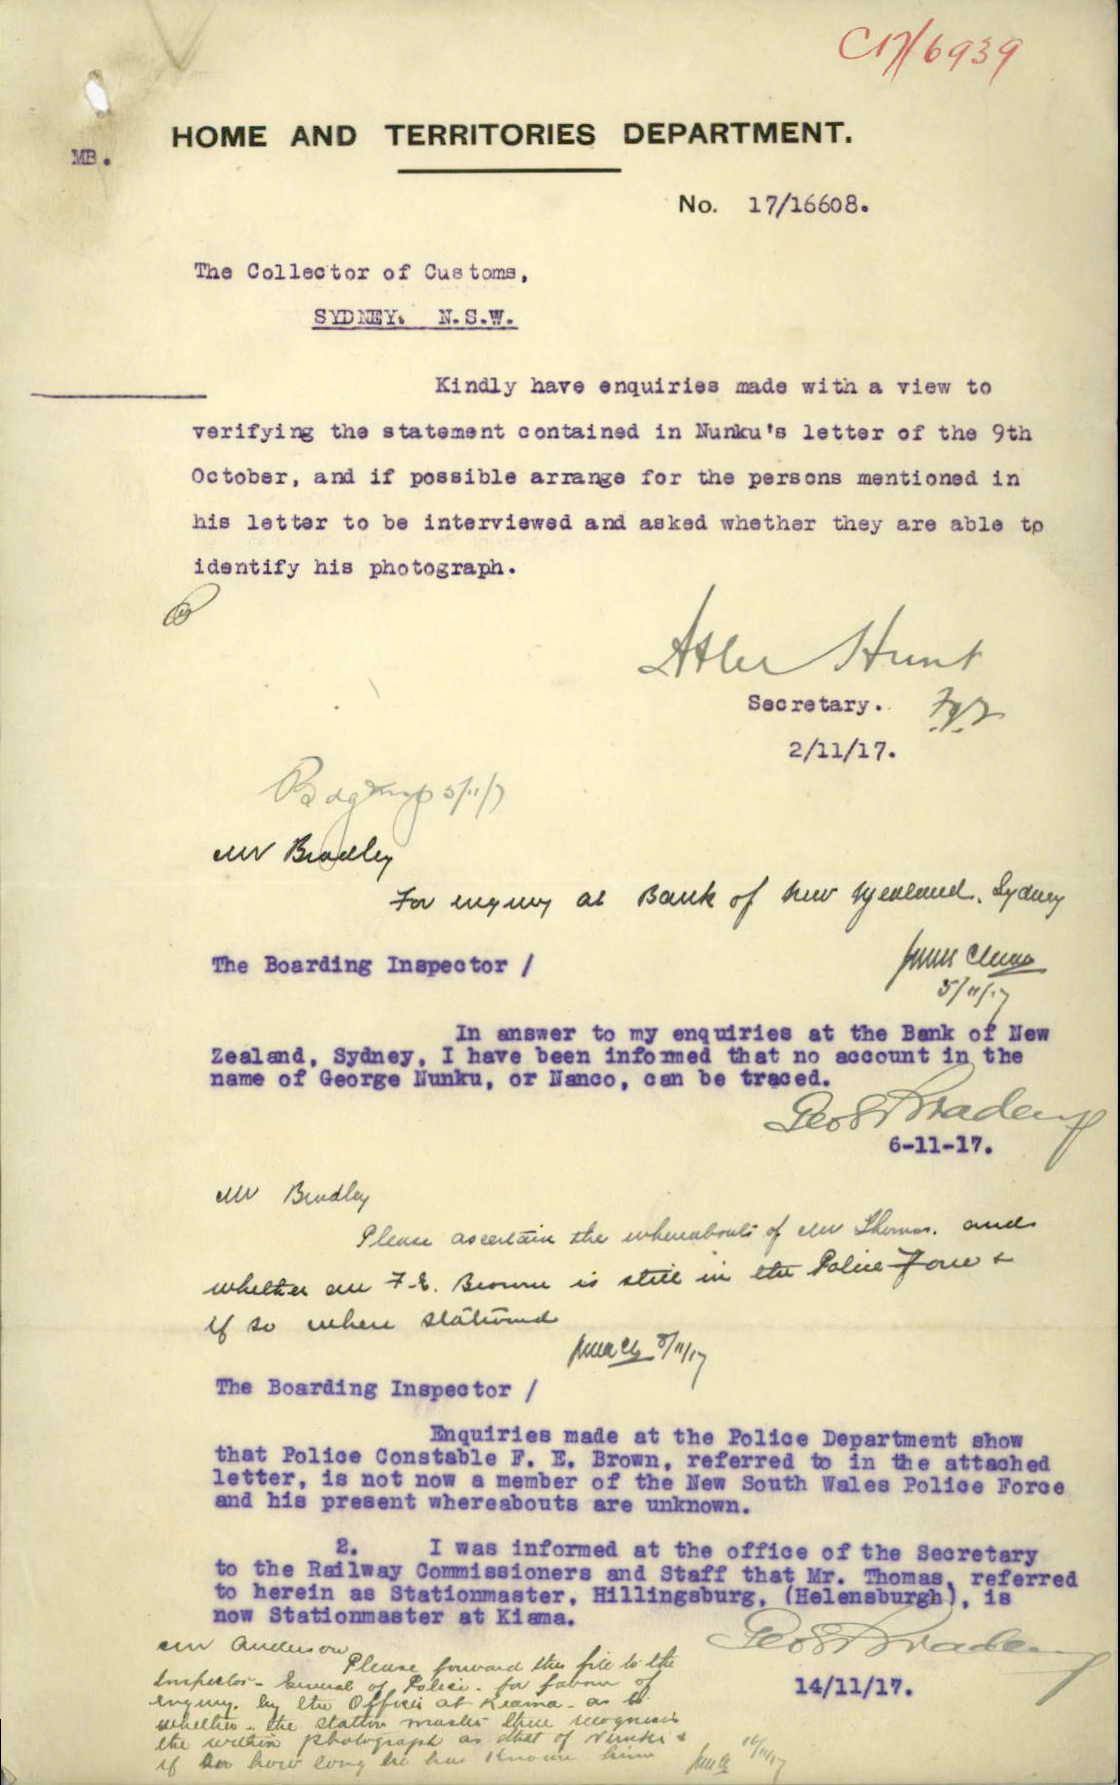 C17/6939
HOME AND TERRITORIES DEPARTMENT.
MB.
No. 17/16608.
The Collector of Customs,
SYDNEY. N.S.W.
Kindly have enquiries made with a view to
verifying the statement contained in Nunku's letter of the 9th
October, and if possible arrange for the persons mentioned in
his letter to be interviewed and asked whether they are able to
identify his photograph.
Atlee Hunt
Secretary.
2/11/17.
5/11/17
Mr Bradley
For inquiry at Bank of New Zealand, Sydney
The Boarding Inspector /
5/11/17
In answer to my enquiries at the Bank of New
Zealand, Sydney, I have been informed that no account in the
name of George Nunku, or Nanco, can be traced.
6-11-17.
Mr Bradley
Please ascertain the whereabouts of Mr Thomas. and
whether Mr F.E. Brown is still in the Police Force &
if so where stationed
8/11/17
The Boarding Inspector /
Enquiries made at the Police Department show
that Police Constable F. E. Brown, referred to in the attached
letter, is not now a member of the New South Wales Police Force
and his present whereabouts are unknown.
2. I was informed at the office of the Secretary
to the Railway Commissioners and Staff that Mr. Thomas, referred
to herein as Stationmaster, Hillingsburg, (Helensburgh), is
now Stationmaster at Kiama.
14/11/17.
Mr Anderson
Please forward this file to the
Inspector-General of Police. for favour of
inquiry. by the Officer at Kiama. as to
whether the station master there recognises
the within photograph as that of Nunku &
if so how long he has known him